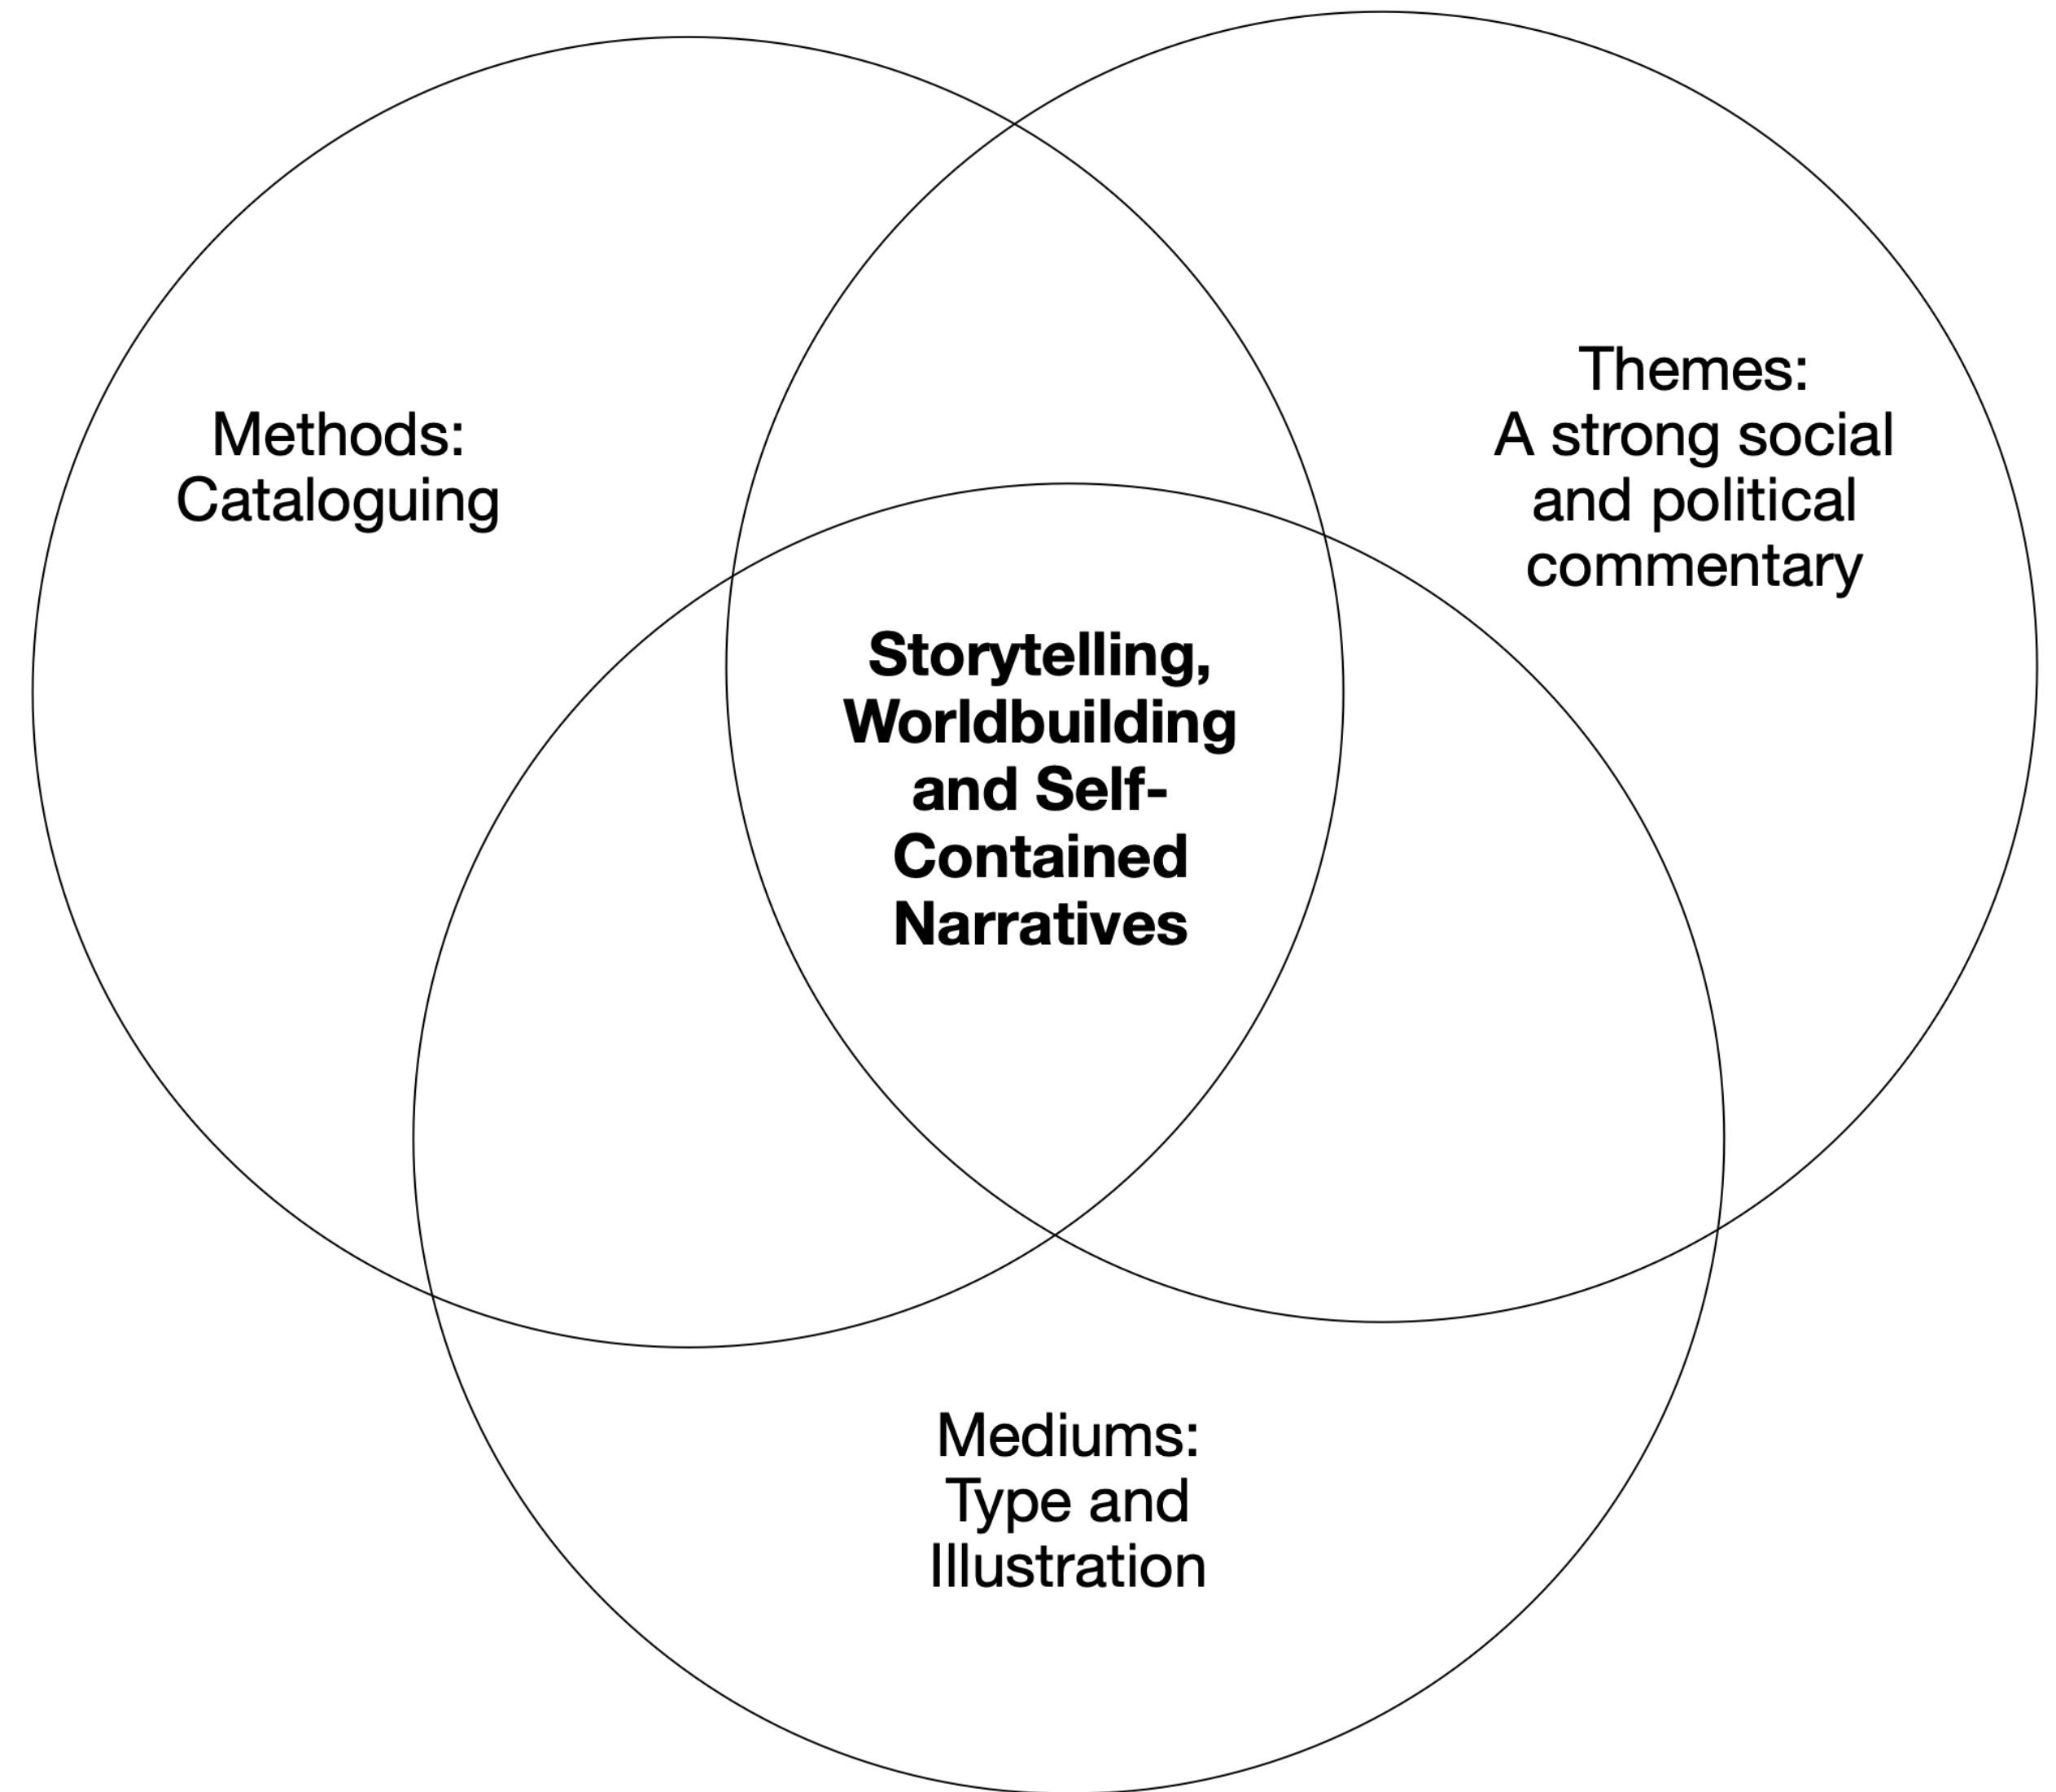 Methods:
Cataloguing
Themes:
A strong social
and political
commentary
Storytelling,
Worldbuilding
and Self-
Contained
Narratives
Mediums:
Type and
Illustration